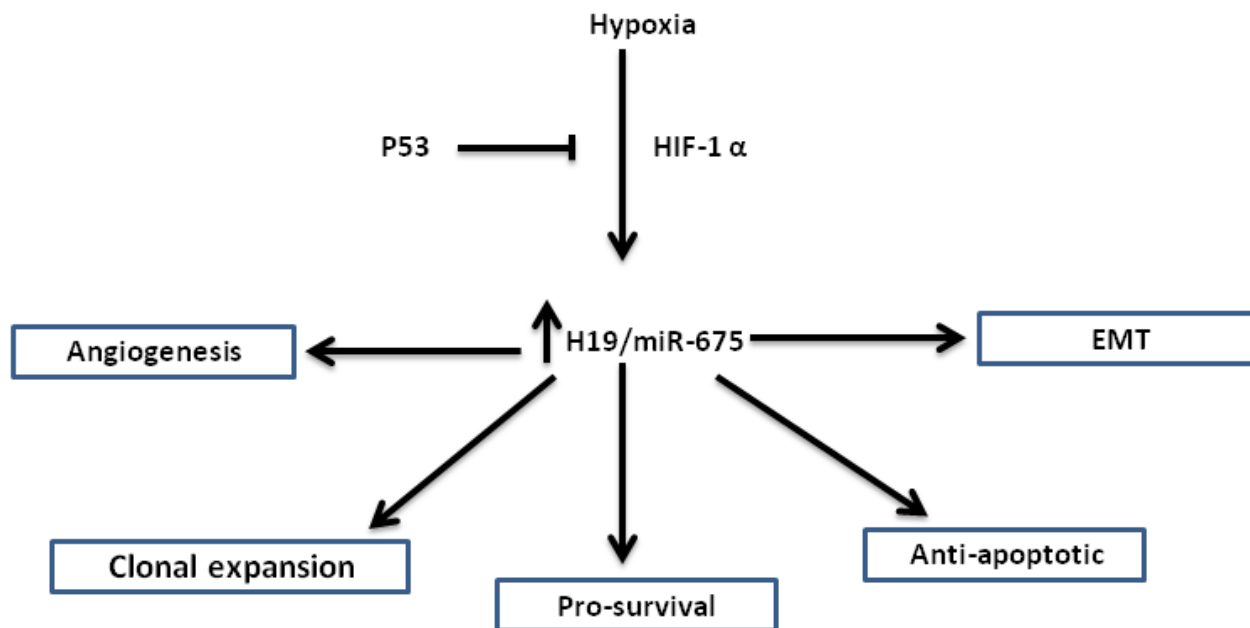 Hypoxia
P53
HIF-1 α
H19/miR-675
Angiogenesis
EMT
Clonal expansion
Pro-survival
Anti-apoptotic